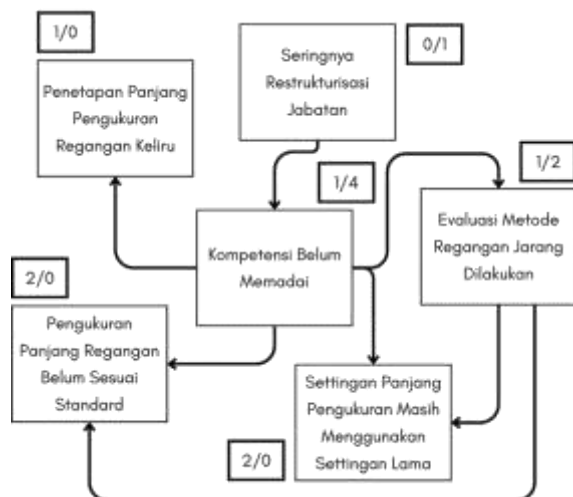 1/0
0/1
Seringnya
Restrukturisasi
Jabatan
Penetapan Panjang
Pengukuran
Regangan Keliru
1/4
1/2
Kompetensi Belum
Memadai
Evaluasi Metode
Regangan Jarang
Dilakukan
2/0
Pengukuran
Panjang Regangan
Belum Sesuai
Standard
Settingan Panjang
Pengukuran Masih
Menggunakan
Settingan Lama
2/0